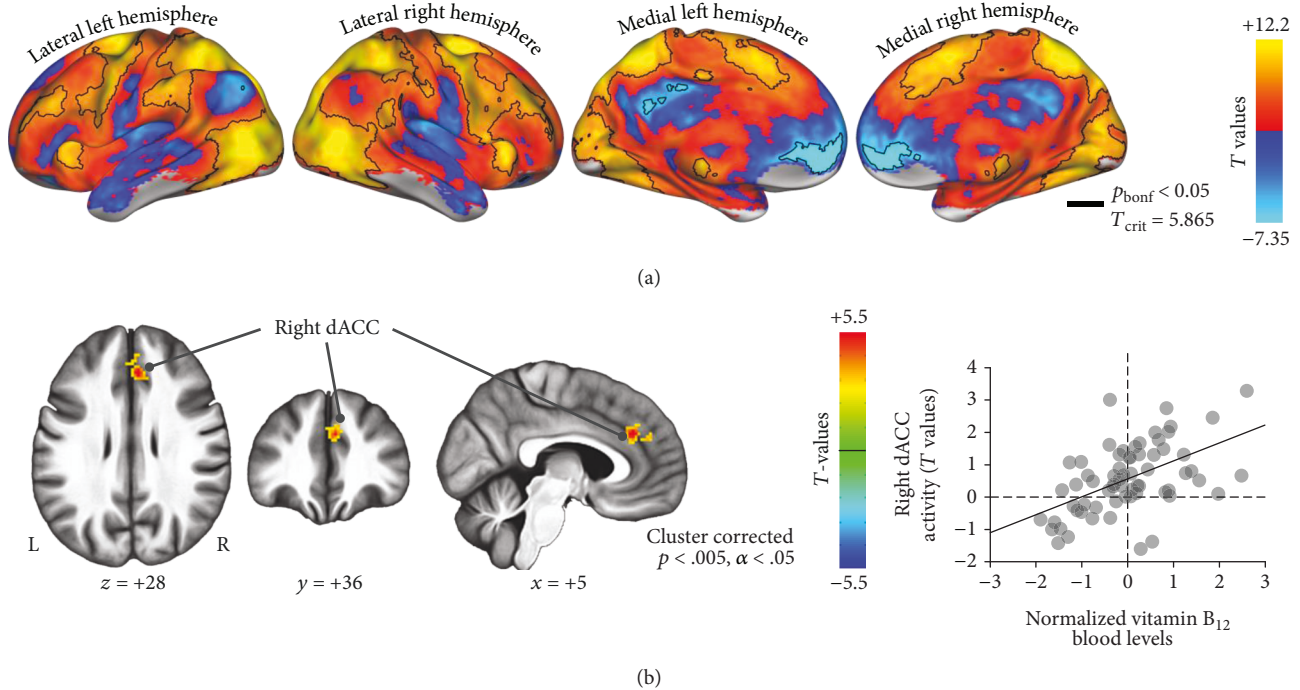 Lateral left hemisphere
Lateral right hemisphere
Medial left hemisphere
Medial right hemisphere
+12.2
T values
−7.35
p_bonf < 0.05
T_crit = 5.865
(a)
Right dACC
L
R
z = +28
y = +36
x = +5
Cluster corrected
p < .005, α < .05
+5.5
T-values
−5.5
Right dACC
activity (T values)
4
3
2
1
0
−1
−2
−3
−2
−1
0
1
2
3
Normalized vitamin B₁₂
blood levels
(b)